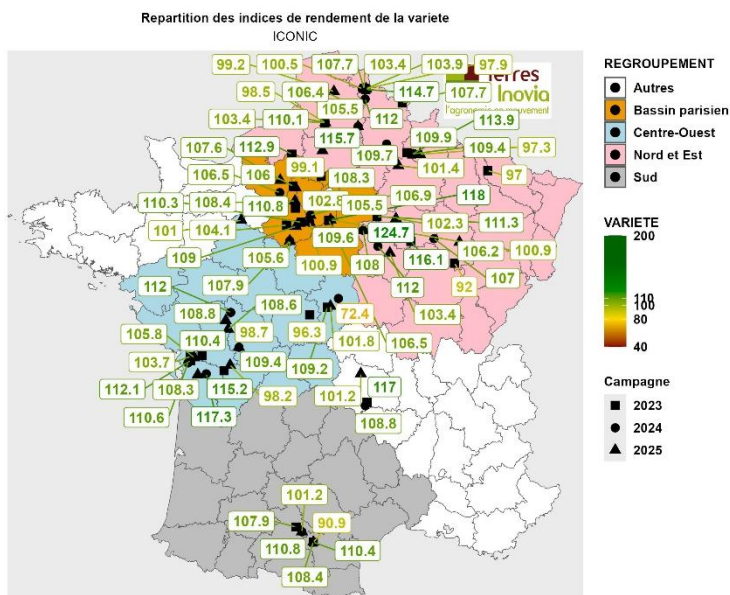 Repartition des indices de rendement de la variete
ICONIC
99.2 100.5 107.7 103.4 103.9 97.9
Terres
98.5 106.4 114.7 107.7
Inovia
l'agronomie en mouvement
105.5 112
103.4 110.1 113.9
115.7 109.9
107.6 112.9 109.7 109.4 97.3
99.1 101.4
106.5 106 108.3 97
110.3 108.4 110.8 102.8 105.5 106.9 118
101 104.1 102.3 111.3
109.6 124.7
109 105.6 106.2 100.9
100.9 108 116.1 107
107.9 112 92
112 108.6 103.4
108.8 72.4
105.8 98.7 96.3
110.4 101.8 106.5
103.7 109.4 109.2
112.1 108.3 115.2 98.2 101.2 117
110.6 117.3 108.8
101.2
107.9 90.9
110.8 110.4
108.4
REGROUPEMENT
Autres
Bassin parisien
Centre-Ouest
Nord et Est
Sud
VARIETE
200
100
80
40
Campagne
2023
2024
2025